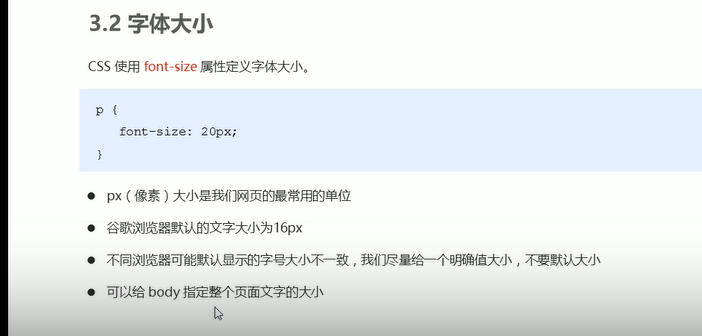 3.2 字体大小
CSS 使用 font-size 属性定义字体大小。
p {
font-size: 20px;
}
● px（像素）大小是我们网页的最常用的单位
● 谷歌浏览器默认的文字大小为16px
● 不同浏览器可能默认显示的字号大小不一致，我们尽量给一个明确值大小，不要默认大小
● 可以给 body 指定整个页面文字的大小